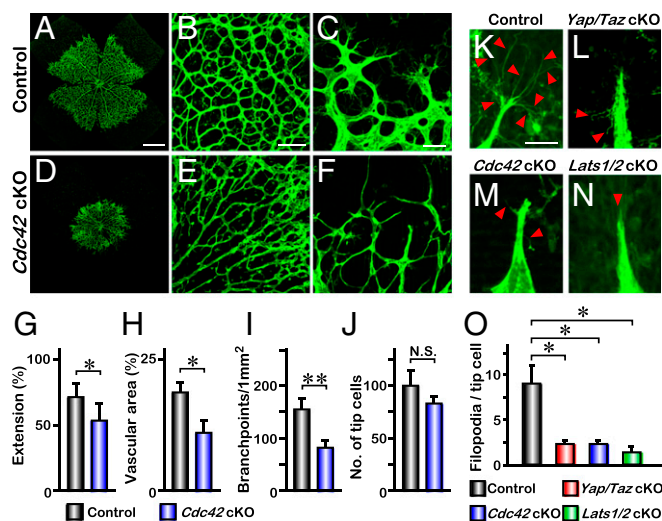 A B C
Control
D E F
Cdc42 cKO
Control Yap/Taz cKO
K L
Cdc42 cKO Lats1/2 cKO
M N
G
Extension (%)
100
50
0
*
H
Vascular area (%)
25
0
*
I
Branchpoints/1mm2
150
100
50
0
**
J
No. of tip cells
100
75
0
N.S.
Control Cdc42 cKO
O
Filopodia / tip cell
10
5
0
*
*
*
Control Yap/Taz cKO
Cdc42 cKO Lats1/2 cKO